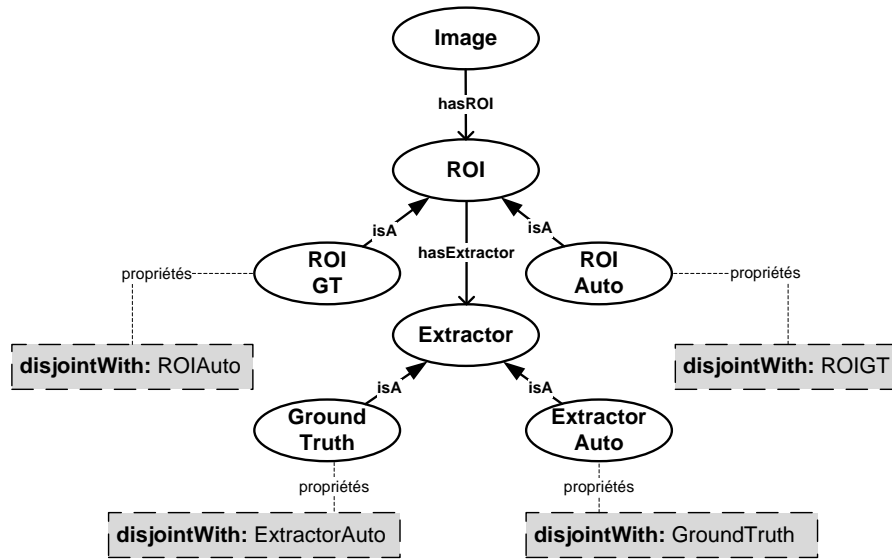 Image
hasROI
ROI
isA
isA
hasExtractor
ROI
GT
ROI
Auto
propriétés
propriétés
Extractor
disjointWith: ROIAuto
disjointWith: ROIGT
isA
isA
Ground
Truth
Extractor
Auto
propriétés
propriétés
disjointWith: ExtractorAuto
disjointWith: GroundTruth